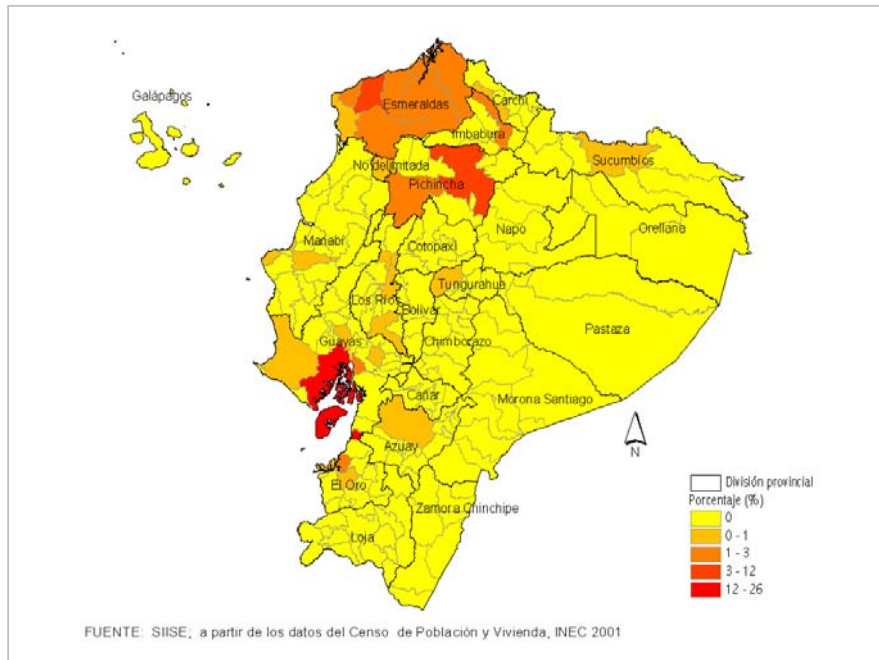 Galápagos
Esmeraldas
Carchi
Imbabura
Sucumbíos
No delimitada
Pichincha
Napo
Orellana
Manabí
Cotopaxi
Tungurahua
Los Ríos
Bolívar
Pastaza
Guayas
Chimborazo
Cañar
Morona Santiago
Azuay
N
El Oro
Zamora Chinchipe
Loja
División provincial
Porcentaje (%)
0
0 - 1
1 - 3
3 - 12
12 - 26
FUENTE: SIISE; a partir de los datos del Censo de Población y Vivienda, INEC 2001